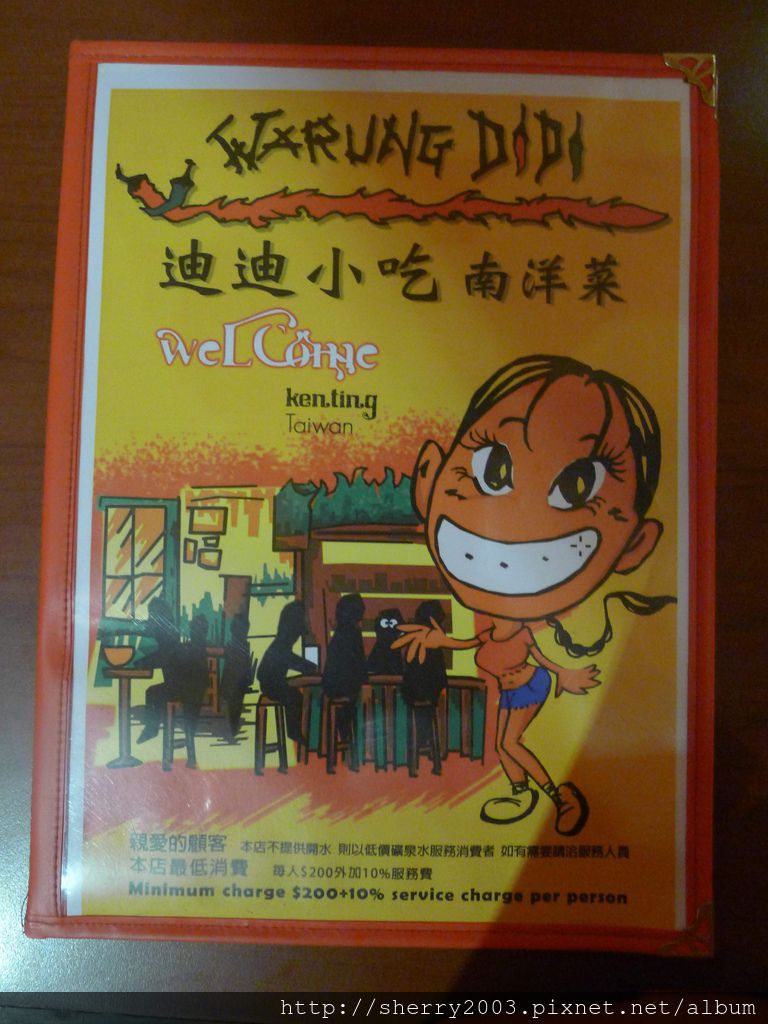 WARUNG DIDI
迪迪小吃 南洋菜
WELCOME
kenting
Taiwan
親愛的顧客 本店不提供開水 則以低價礦泉水服務消費者 如有需要請洽服務人員
本店最低消費 每人$200外加10%服務費
Minimum charge $200+10% service charge per person
http://sherry2003.pixnet.net/album